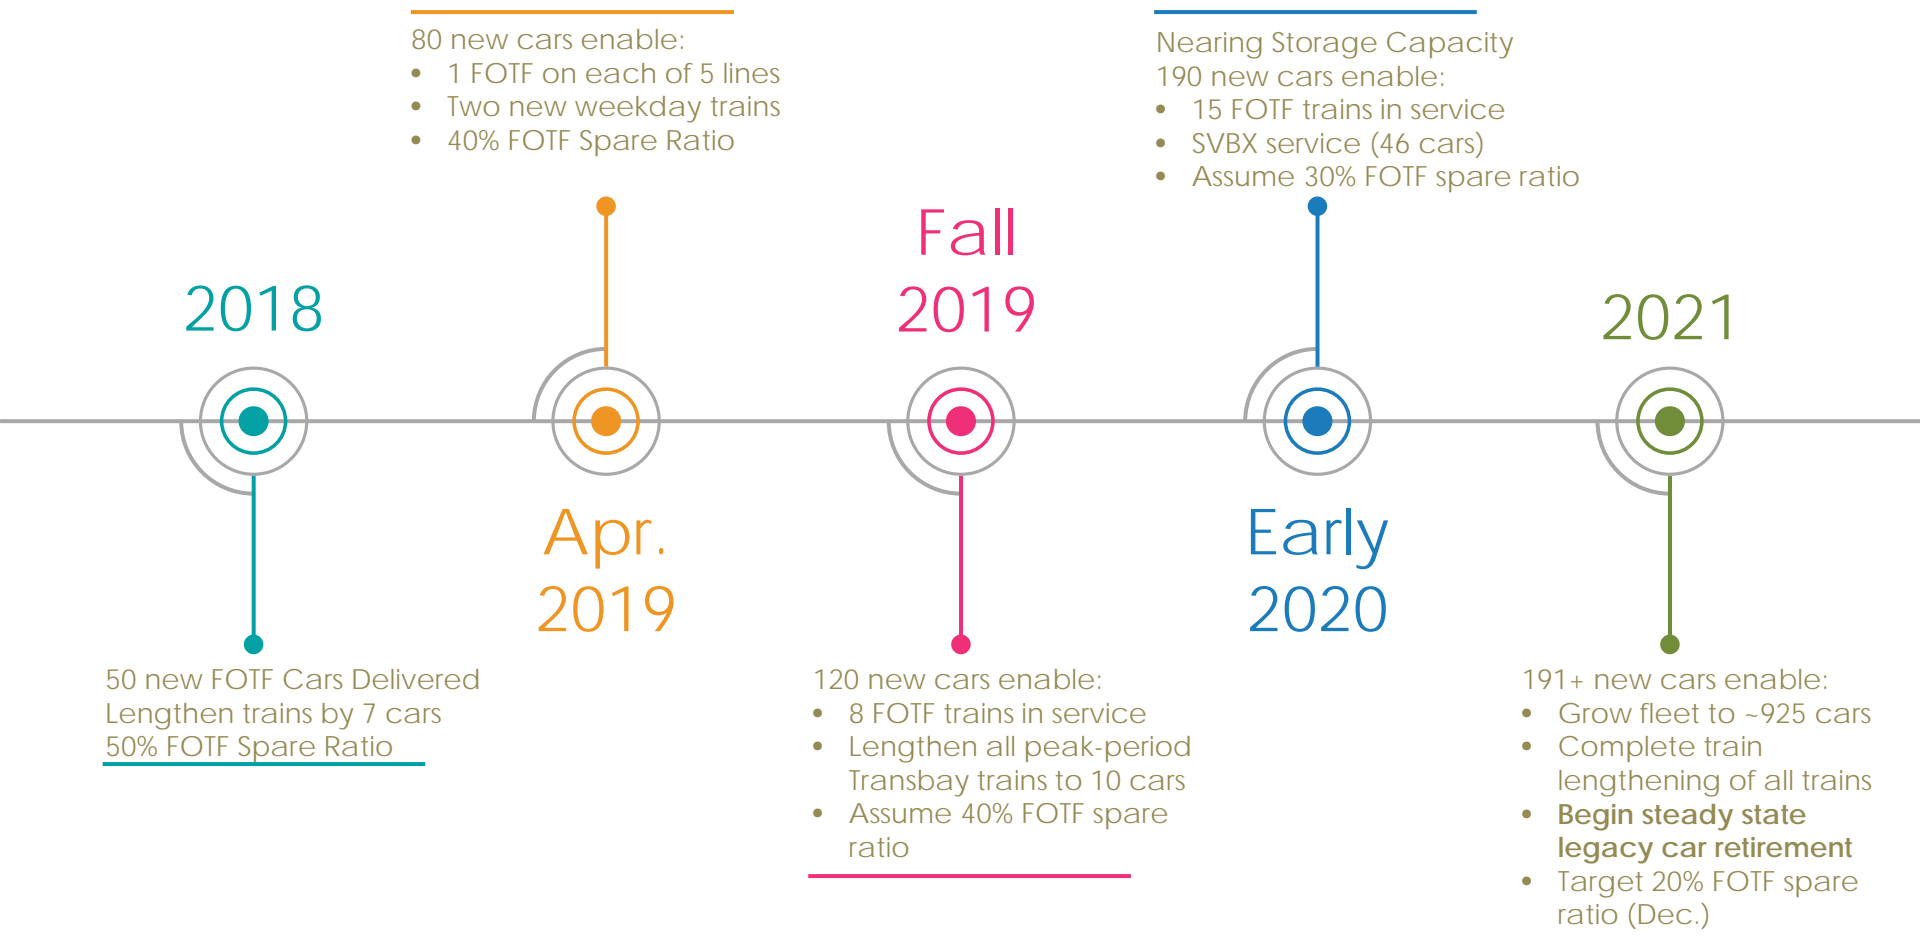 2018
50 new FOTF Cars Delivered
Lengthen trains by 7 cars
50% FOTF Spare Ratio
80 new cars enable:
• 1 FOTF on each of 5 lines
• Two new weekday trains
• 40% FOTF Spare Ratio
Apr.
2019
Fall
2019
120 new cars enable:
• 8 FOTF trains in service
• Lengthen all peak-period
Transbay trains to 10 cars
• Assume 40% FOTF spare
ratio
Nearing Storage Capacity
190 new cars enable:
• 15 FOTF trains in service
• SVBX service (46 cars)
• Assume 30% FOTF spare ratio
Early
2020
2021
191+ new cars enable:
• Grow fleet to ~925 cars
• Complete train
lengthening of all trains
• Begin steady state
legacy car retirement
• Target 20% FOTF spare
ratio (Dec.)